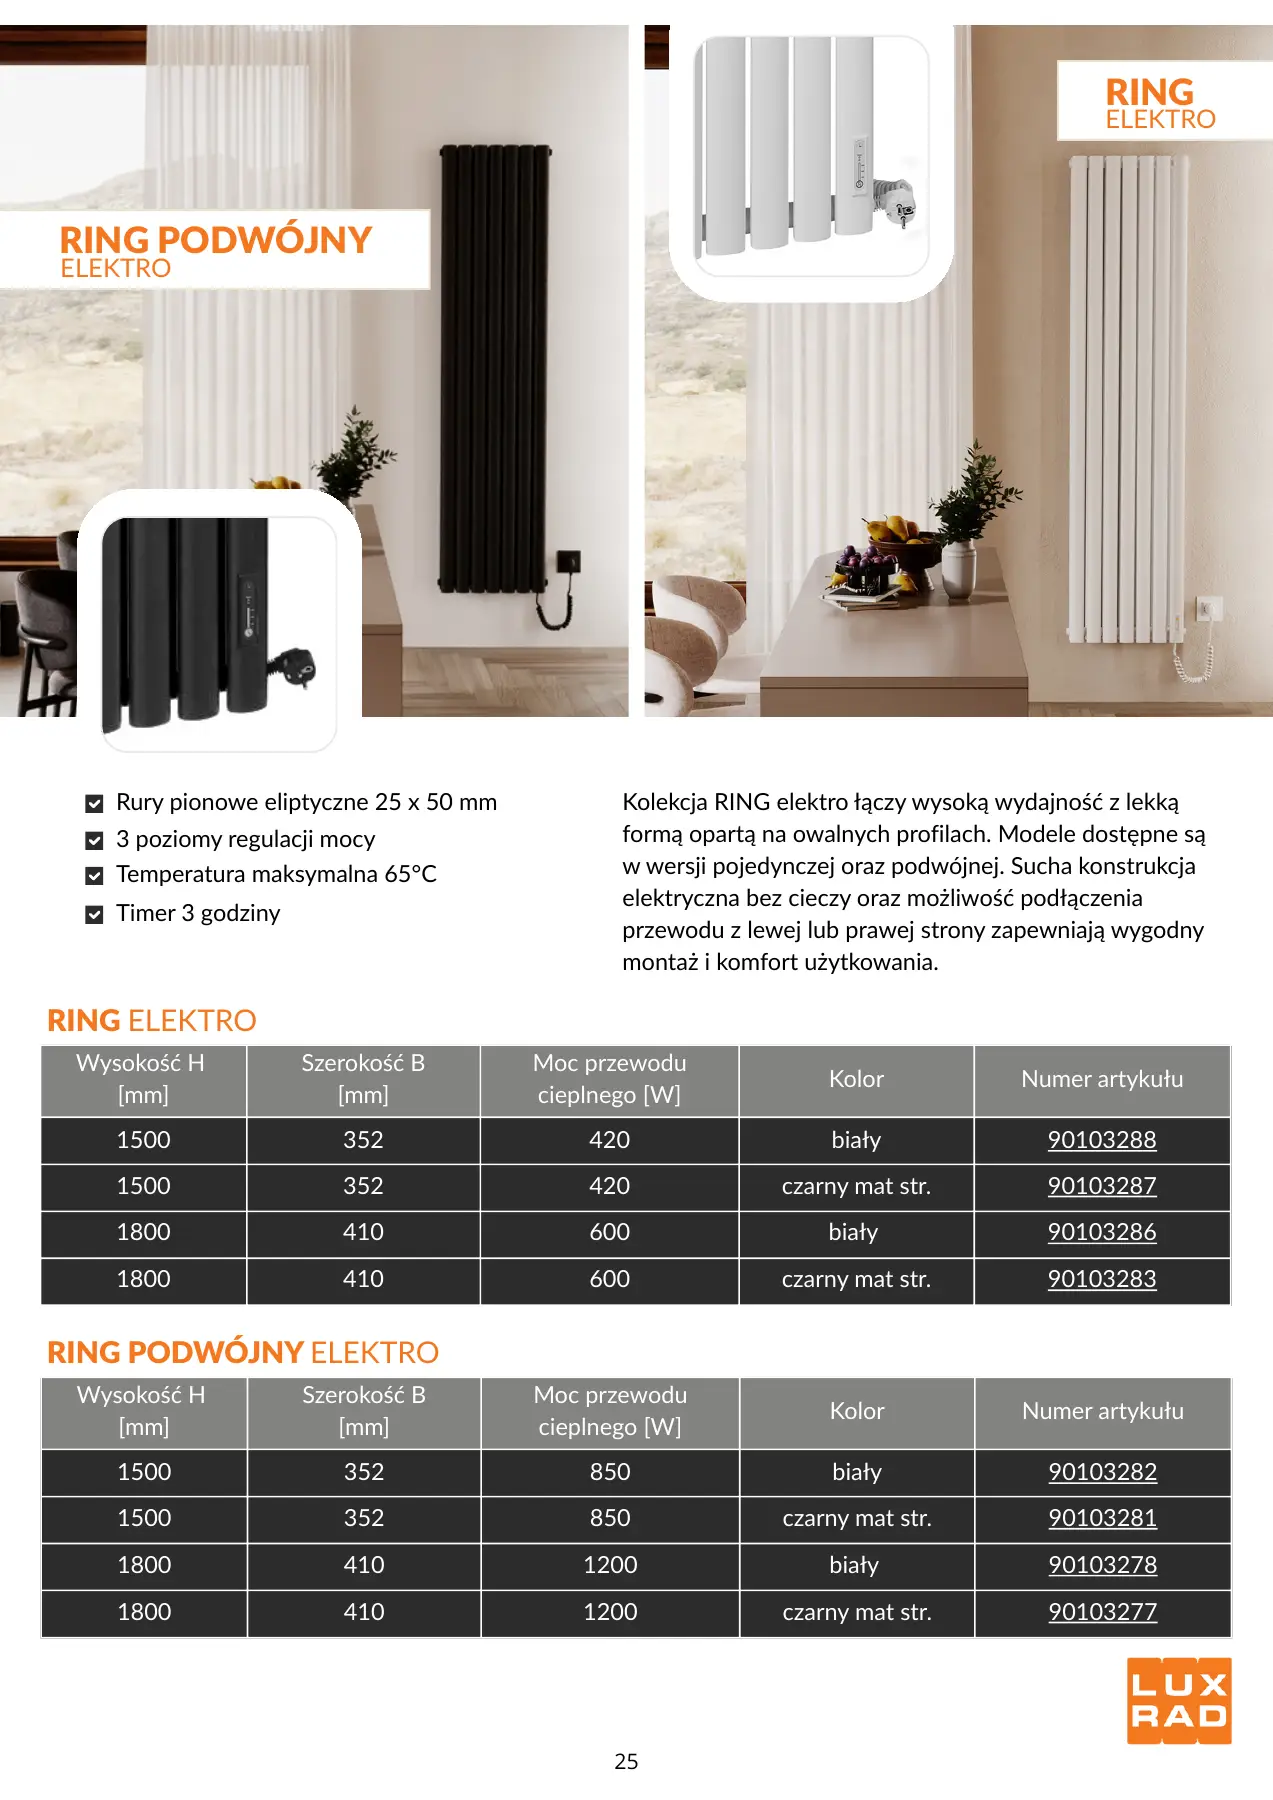 RING PODWÓJNY
ELEKTRO
RING
ELEKTRO
Rury pionowe eliptyczne 25 x 50 mm
3 poziomy regulacji mocy
Temperatura maksymalna 65°C
Timer 3 godziny
Kolekcja RING elektro łączy wysoką wydajność z lekką
formą opartą na owalnych profilach. Modele dostępne są
w wersji pojedynczej oraz podwójnej. Sucha konstrukcja
elektryczna bez cieczy oraz możliwość podłączenia
przewodu z lewej lub prawej strony zapewniają wygodny
montaż i komfort użytkowania.
RING ELEKTRO
Wysokość H [mm] Szerokość B [mm] Moc przewodu cieplnego [W] Kolor Numer artykułu
1500 352 420 biały 90103288
1500 352 420 czarny mat str. 90103287
1800 410 600 biały 90103286
1800 410 600 czarny mat str. 90103283
RING PODWÓJNY ELEKTRO
Wysokość H [mm] Szerokość B [mm] Moc przewodu cieplnego [W] Kolor Numer artykułu
1500 352 850 biały 90103282
1500 352 850 czarny mat str. 90103281
1800 410 1200 biały 90103278
1800 410 1200 czarny mat str. 90103277
LUX
RAD
25